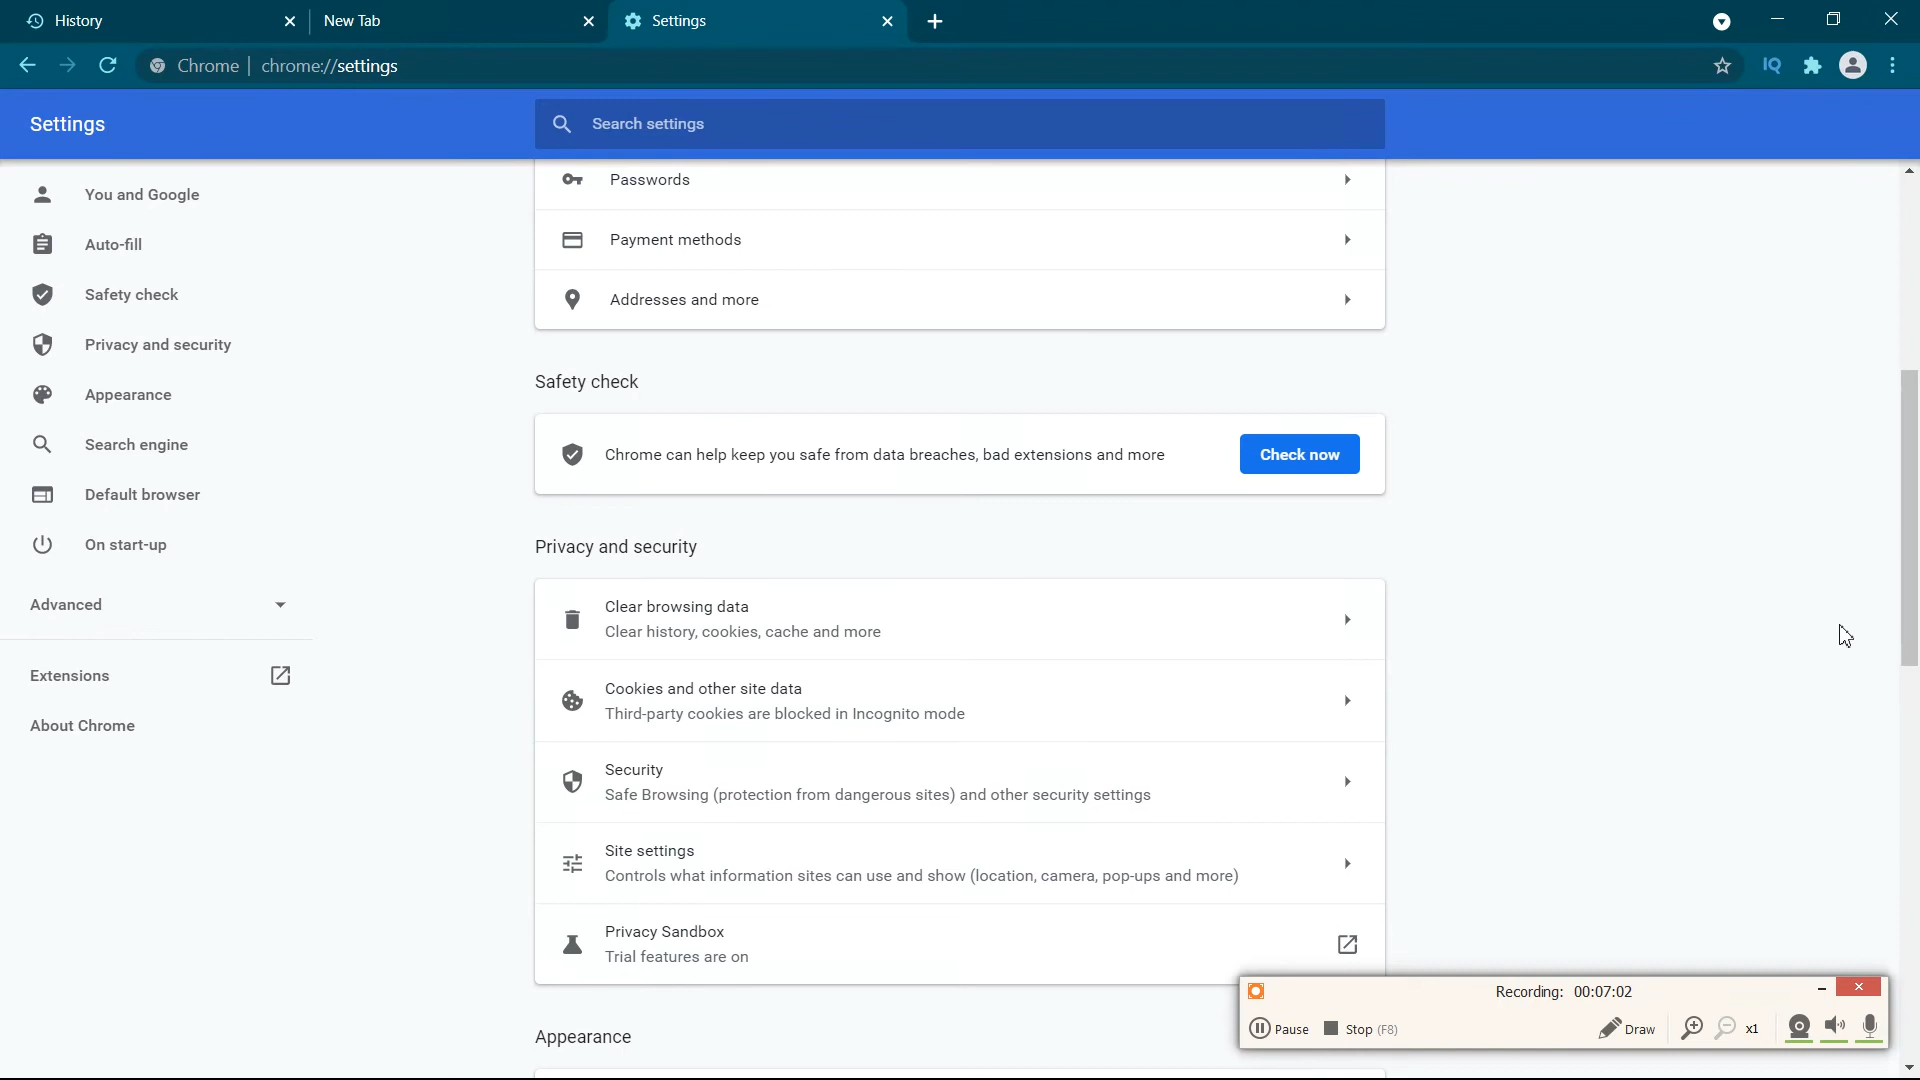 History
New Tab
Settings
Chrome | chrome://settings
IQ
Settings
Search settings
You and Google
Auto-fill
Safety check
Privacy and security
Appearance
Search engine
Default browser
On start-up
Advanced
Extensions
About Chrome
Passwords
Payment methods
Addresses and more
Safety check
Chrome can help keep you safe from data breaches, bad extensions and more
Check now
Privacy and security
Clear browsing data
Clear history, cookies, cache and more
Cookies and other site data
Third-party cookies are blocked in Incognito mode
Security
Safe Browsing (protection from dangerous sites) and other security settings
Site settings
Controls what information sites can use and show (location, camera, pop-ups and more)
Privacy Sandbox
Trial features are on
Appearance
Recording: 00:07:02
Pause Stop (F8) Draw x1